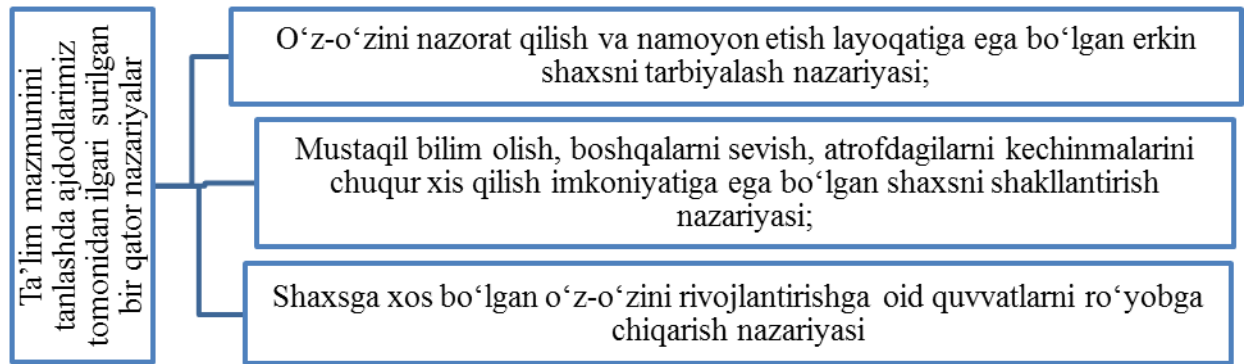 Ta’lim mazmunini
tanlashda ajdodlarimiz
tomonidan ilgari surilgan
bir qator nazariyalar
O‘z-o‘zini nazorat qilish va namoyon etish layoqatiga ega bo‘lgan erkin
shaxsni tarbiyalash nazariyasi;
Mustaqil bilim olish, boshqalarni sevish, atrofdagilarni kechinmalarini
chuqur xis qilish imkoniyatiga ega bo‘lgan shaxsni shakllantirish
nazariyasi;
Shaxsga xos bo‘lgan o‘z-o‘zini rivojlantirishga oid quvvatlarni ro‘yobga
chiqarish nazariyasi